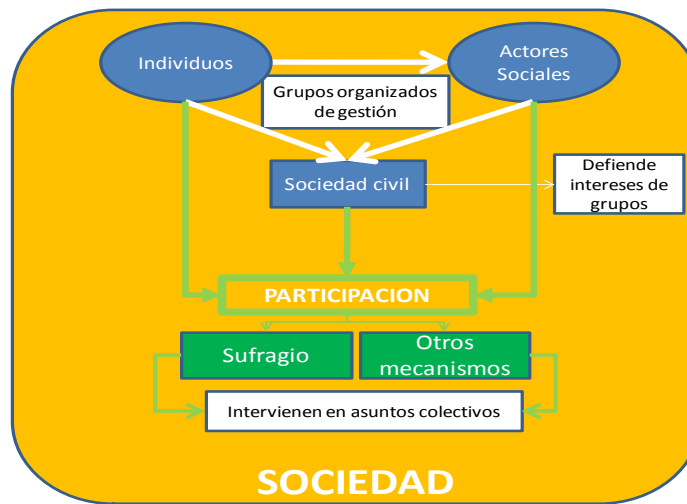 Individuos
Actores
Sociales
Grupos organizados
de gestión
Sociedad civil
Defiende
intereses de
grupos
PARTICIPACION
Sufragio
Otros
mecanismos
Intervienen en asuntos colectivos
SOCIEDAD